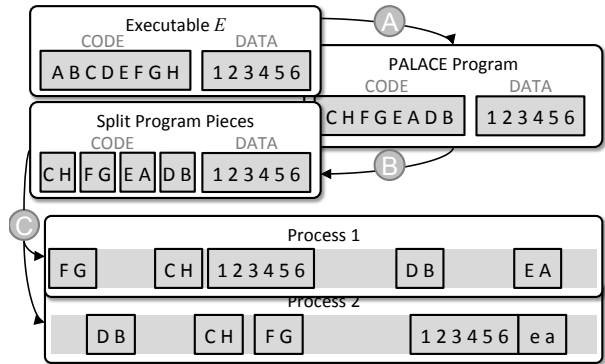 Executable E
CODE DATA
A B C D E F G H 1 2 3 4 5 6
A
PALACE Program
CODE DATA
C H F G E A D B 1 2 3 4 5 6
Split Program Pieces
CODE DATA
C H F G E A D B 1 2 3 4 5 6
B
C
Process 1
F G C H 1 2 3 4 5 6 D B E A
Process 2
D B C H F G 1 2 3 4 5 6 e a